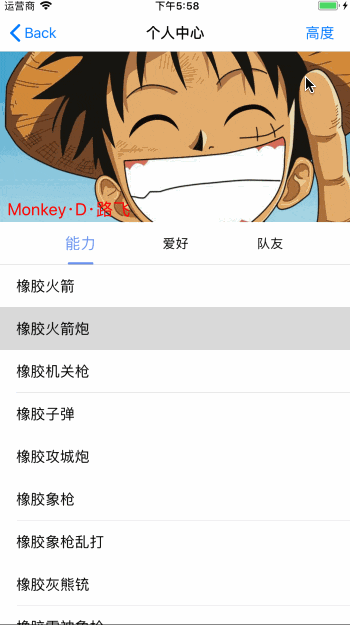 运营商 下午5:58
Back 个人中心 高度
Monkey·D·路飞
能力 爱好 队友
橡胶火箭
橡胶火箭炮
橡胶机关枪
橡胶子弹
橡胶攻城炮
橡胶象枪
橡胶象枪乱打
橡胶灰熊铳